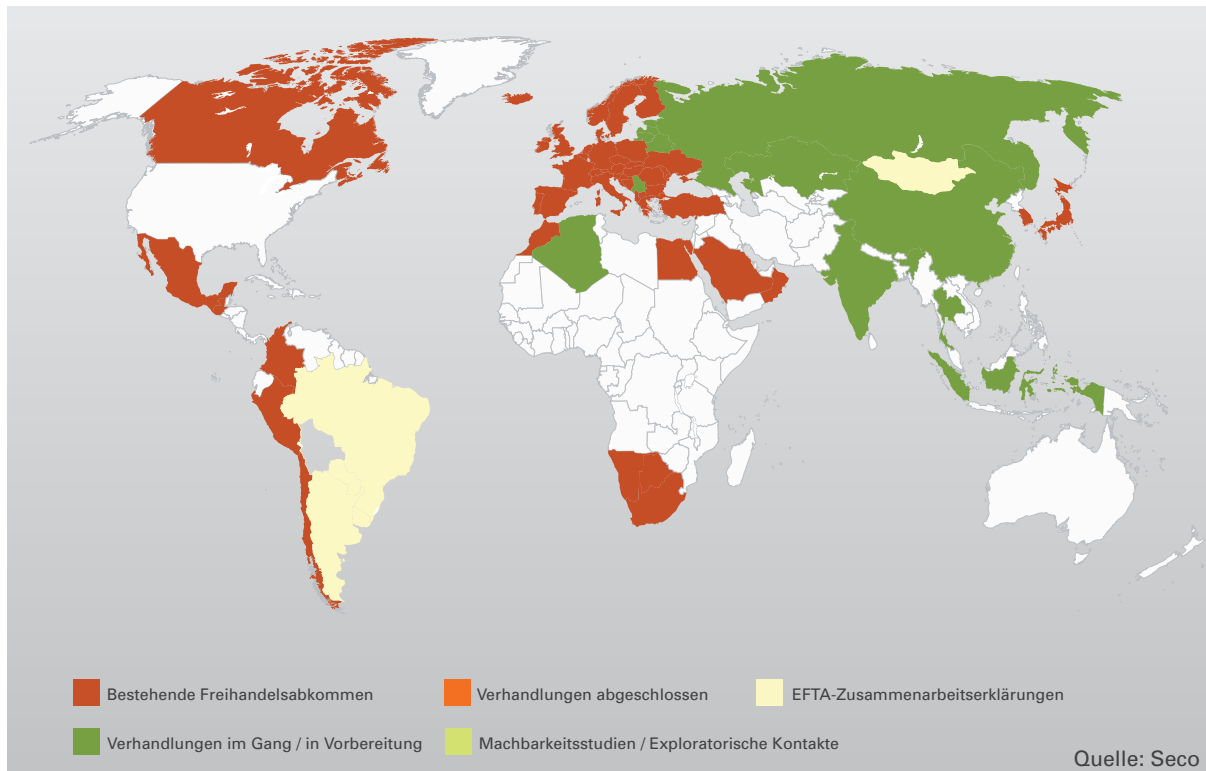 Bestehende Freihandelsabkommen
Verhandlungen abgeschlossen
EFTA-Zusammenarbeitserklärungen
Verhandlungen im Gang / in Vorbereitung
Machbarkeitsstudien / Exploratorische Kontakte
Quelle: Seco